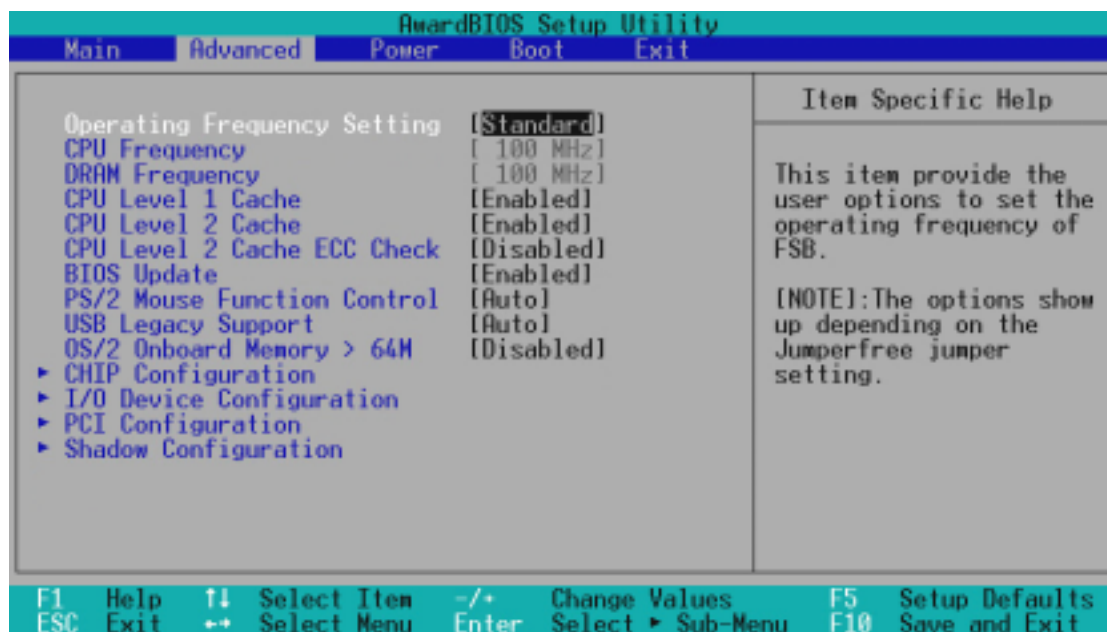 AwardBIOS Setup Utility
Main Advanced Power Boot Exit
Operating Frequency Setting [Standard]
CPU Frequency [ 100 MHz]
DRAM Frequency [ 100 MHz]
CPU Level 1 Cache [Enabled]
CPU Level 2 Cache [Enabled]
CPU Level 2 Cache ECC Check [Disabled]
BIOS Update [Enabled]
PS/2 Mouse Function Control [Auto]
USB Legacy Support [Auto]
OS/2 Onboard Memory > 64M [Disabled]
► CHIP Configuration
► I/O Device Configuration
► PCI Configuration
► Shadow Configuration
Item Specific Help
This item provide the
user options to set the
operating frequency of
FSB.
[NOTE]:The options show
up depending on the
Jumperfree jumper
setting.
F1 Help ↑↓ Select Item -/+ Change Values F5 Setup Defaults
ESC Exit ←→ Select Menu Enter Select ► Sub-Menu F10 Save and Exit